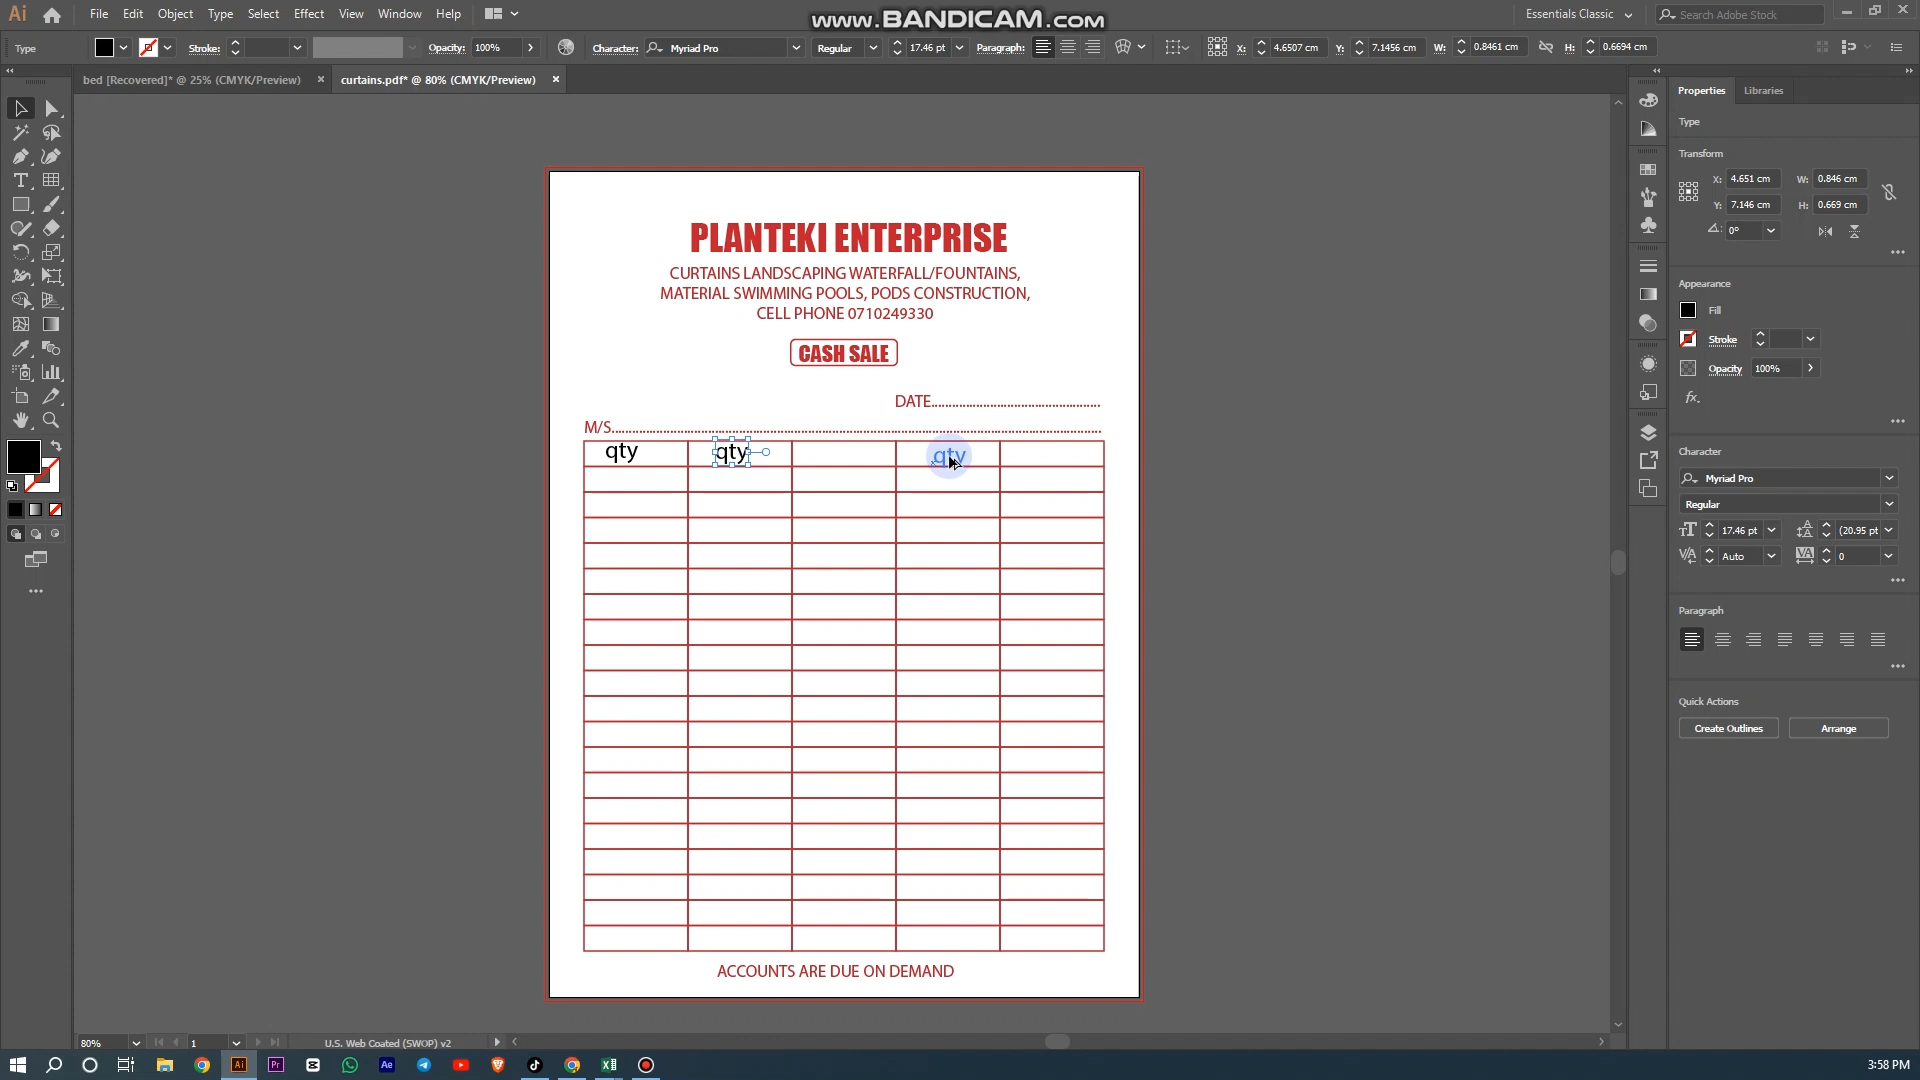 Ai File Edit Object Type Select Effect View Window Help
www.BANDICAM.com
Essentials Classic
Search Adobe Stock
Type
Stroke:
Opacity: 100%
Character: Myriad Pro
Regular
17.46 pt
Paragraph:
X: 4.6507 cm
Y: 7.1456 cm
W: 0.8461 cm
H: 0.6694 cm
bed [Recovered]* @ 25% (CMYK/Preview) ×
curtains.pdf* @ 80% (CMYK/Preview) ×
PLANTEKI ENTERPRISE
CURTAINS LANDSCAPING WATERFALL/FOUNTAINS,
MATERIAL SWIMMING POOLS, PODS CONSTRUCTION,
CELL PHONE 0710249330
CASH SALE
DATE..................................................
M/S....................................................................................................
qty qty qty
ACCOUNTS ARE DUE ON DEMAND
Properties Libraries
Type
Transform
X: 4.651 cm W: 0.846 cm
Y: 7.146 cm H: 0.669 cm
0°
Appearance
Fill
Stroke
Opacity 100%
fx.
Character
Myriad Pro
Regular
17.46 pt (20.95 pt
Auto 0
Paragraph
Quick Actions
Create Outlines Arrange
80% 1 U.S. Web Coated (SWOP) v2
Ai Pr Ae
3:58 PM